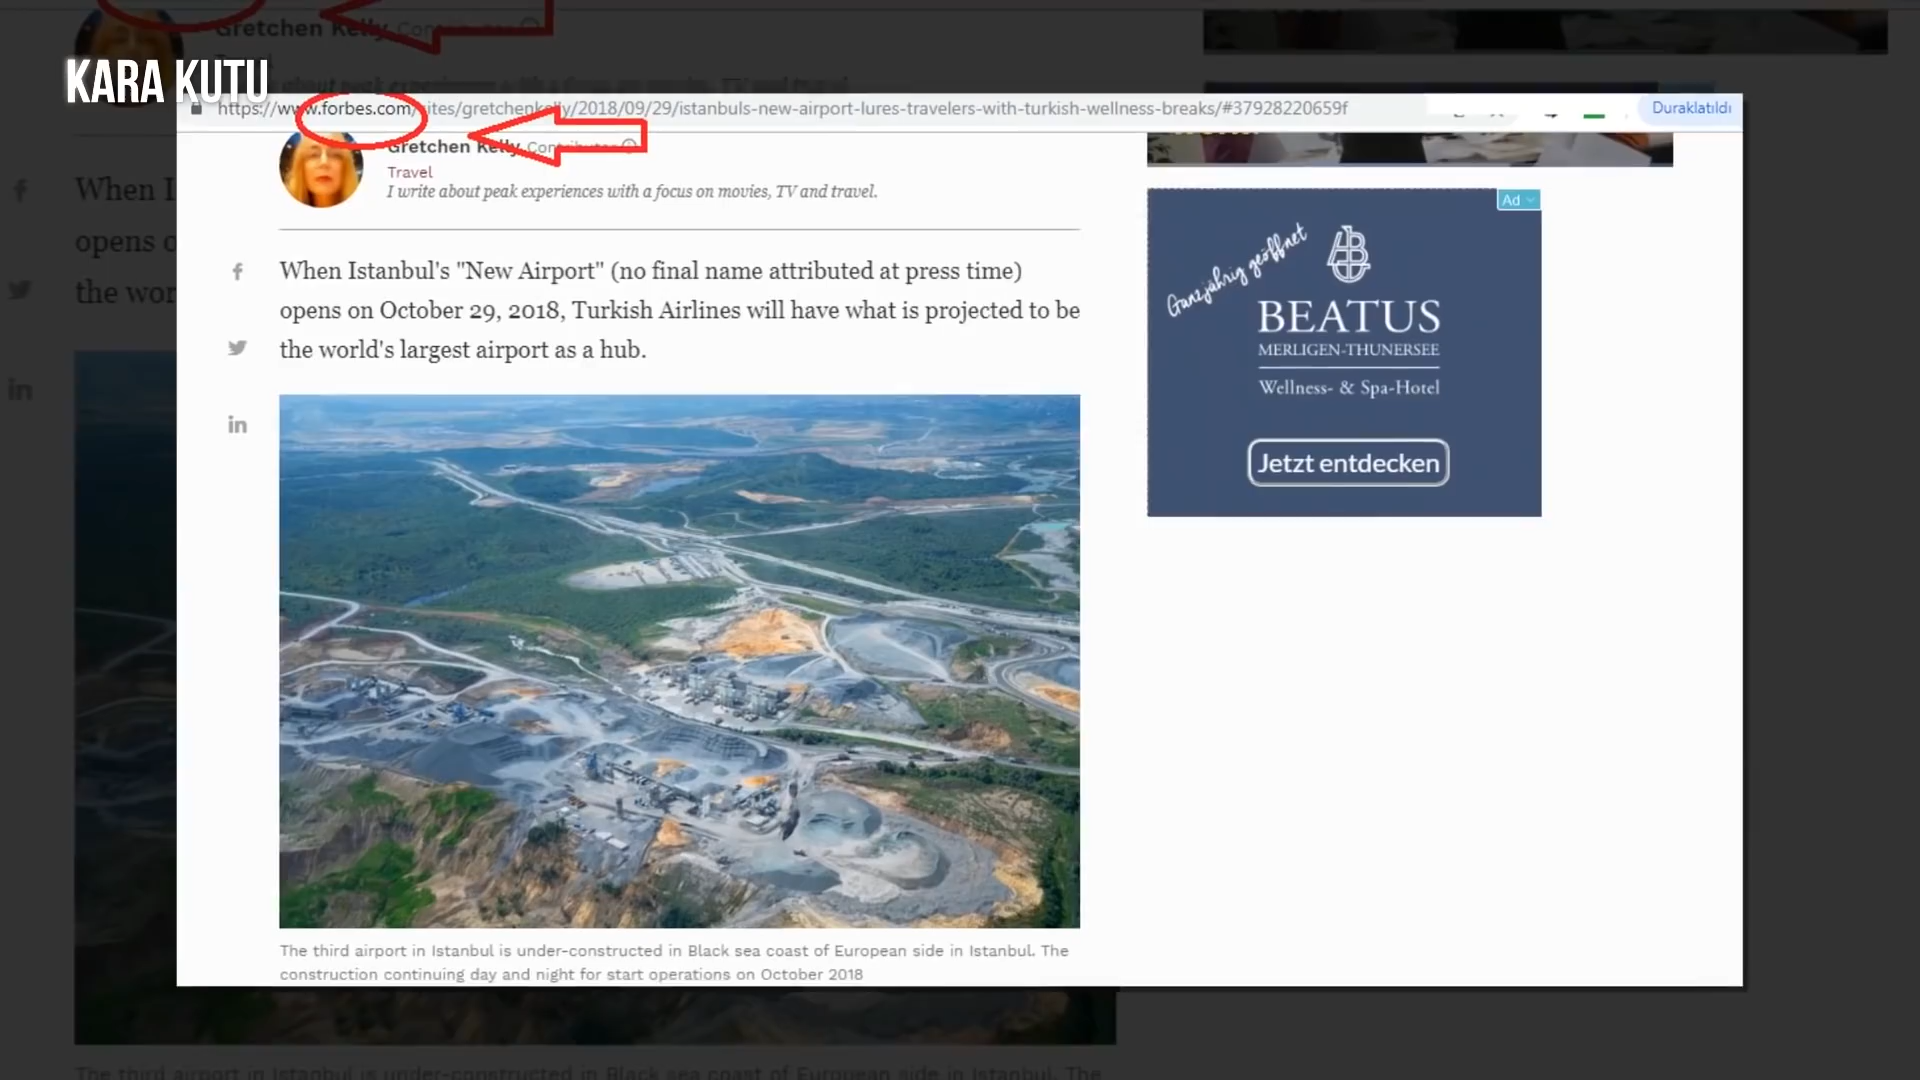 KARA KUTU
https://www.forbes.com/sites/gretchenkelly/2018/09/29/istanbuls-new-airport-lures-travelers-with-turkish-wellness-breaks/#37928220659f
Duraklatıldı
Gretchen Kelly Contributor
Travel
I write about peak experiences with a focus on movies, TV and travel.
When Istanbul's "New Airport" (no final name attributed at press time)
opens on October 29, 2018, Turkish Airlines will have what is projected to be
the world's largest airport as a hub.
The third airport in Istanbul is under-constructed in Black sea coast of European side in Istanbul. The
construction continuing day and night for start operations on October 2018
Ad
Ganzjährig geöffnet
BEATUS
MERLIGEN-THUNERSEE
Wellness- & Spa-Hotel
Jetzt entdecken
Gretchen Kelly
When I
opens o
the wor
The third airport in Istanbul is under-constructed in Black sea coast of European side in Istanbul. The